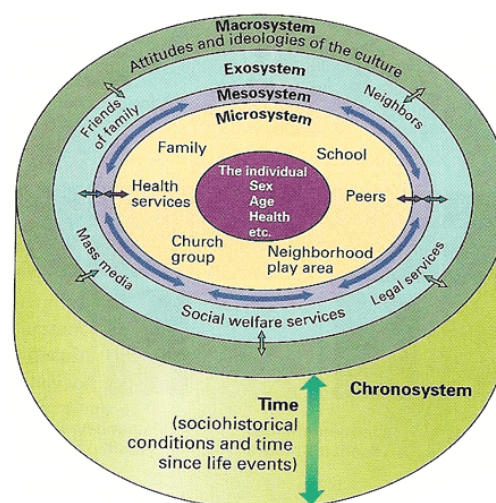 Macrosystem
Attitudes and ideologies of the culture
Exosystem
Mesosystem
Microsystem
Friends
of family
Neighbors
Family
School
The individual
Sex
Age
Health
etc.
Health
services
Peers
Church
group
Neighborhood
play area
Mass media
Legal services
Social welfare services
Chronosystem
Time
(sociohistorical
conditions and time
since life events)